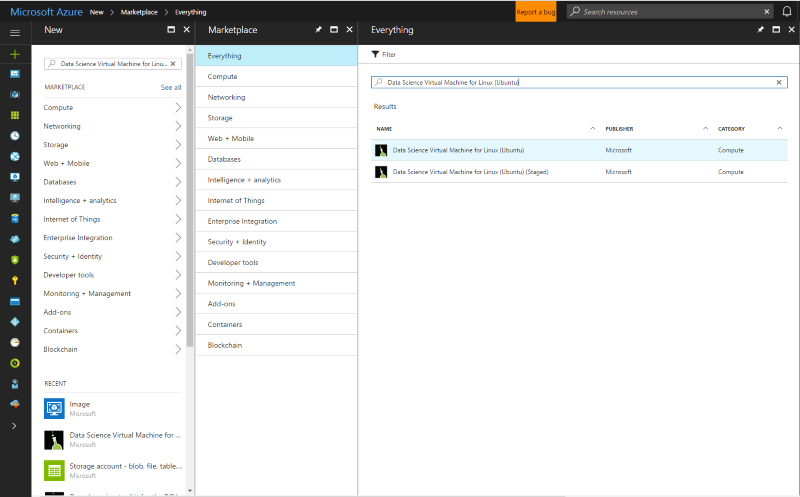 Microsoft Azure New > Marketplace > Everything
Report a bug
Search resources
New
Data Science Virtual Machine for Linu...
MARKETPLACE
See all
Compute
Networking
Storage
Web + Mobile
Databases
Intelligence + analytics
Internet of Things
Enterprise Integration
Security + Identity
Developer tools
Monitoring + Management
Add-ons
Containers
Blockchain
RECENT
Image
Microsoft
Data Science Virtual Machine for ...
Microsoft
Storage account - blob, file, table,...
Microsoft
Marketplace
Everything
Compute
Networking
Storage
Web + Mobile
Databases
Intelligence + analytics
Internet of Things
Enterprise Integration
Security + Identity
Developer tools
Monitoring + Management
Add-ons
Containers
Blockchain
Everything
Filter
Data Science Virtual Machine for Linux (Ubuntu)
Results
NAME PUBLISHER CATEGORY
Data Science Virtual Machine for Linux (Ubuntu) Microsoft Compute
Data Science Virtual Machine for Linux (Ubuntu) (Staged) Microsoft Compute